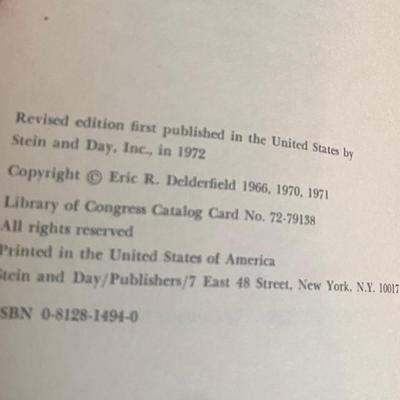 Revised edition first published in the United States by
Stein and Day, Inc., in 1972
Copyright © Eric R. Delderfield 1966, 1970, 1971
Library of Congress Catalog Card No. 72-79138
All rights reserved
Printed in the United States of America
Stein and Day/Publishers/7 East 48 Street, New York, N.Y. 10017
SBN 0-8128-1494-0